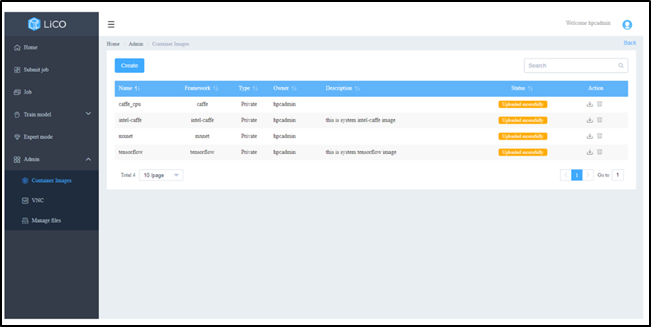 LiCO
Welcome hpcadmin
Home
Submit job
Job
Train model
Expert mode
Admin
Container Images
VNC
Manage files
Home Admin Container Images
Back
Create
Search
Name Framework Type Owner Description Status Action
caffe_cpu caffe Private hpcadmin Uploaded successfully
intel-caffe intel-caffe Private hpcadmin this is system intel-caffe image Uploaded successfully
mxnet mxnet Private hpcadmin Uploaded successfully
tensorflow tensorflow Private hpcadmin this is system tensorflow image Uploaded successfully
Total 4 10 /page 1 Go to 1